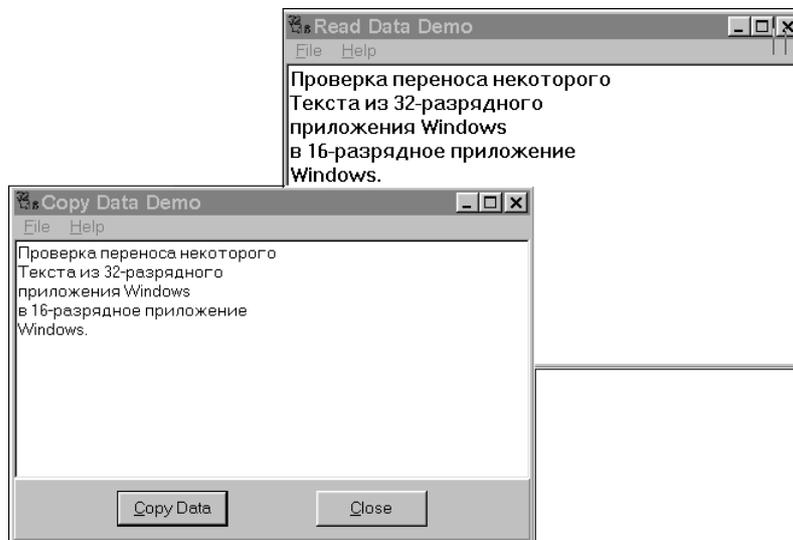 Read Data Demo
File Help
Проверка переноса некоторого
Текста из 32-разрядного
приложения Windows
в 16-разрядное приложение
Windows.
Copy Data Demo
File Help
Проверка переноса некоторого
Текста из 32-разрядного
приложения Windows
в 16-разрядное приложение
Windows.
Copy Data Close